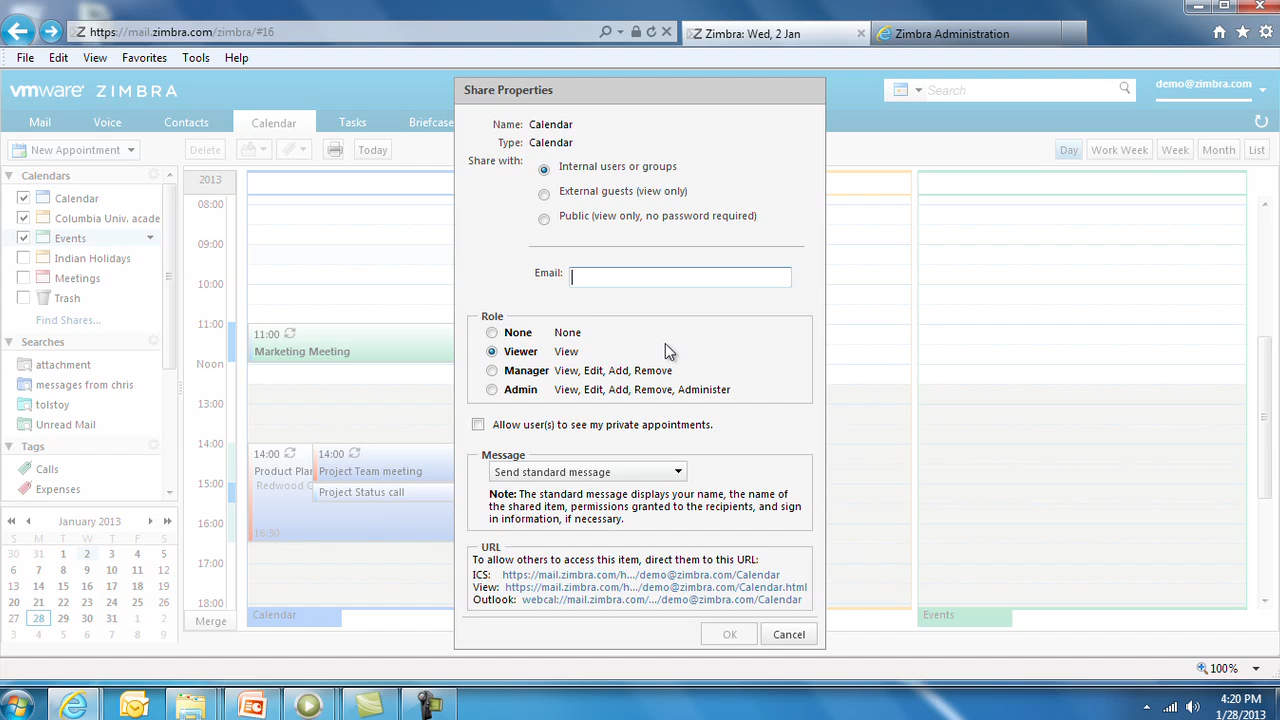 https://mail.zimbra.com/zimbra/#16
Zimbra: Wed, 2 Jan
Zimbra Administration
File Edit View Favorites Tools Help
vmware ZIMBRA
Search
demo@zimbra.com
Mail Voice Contacts Calendar Tasks Briefcase
New Appointment Delete Today Day Work Week Week Month List
Calendars
Calendar
Columbia Univ. acade
Events
Indian Holidays
Meetings
Trash
Find Shares...
Searches
attachment
messages from chris
tolstoy
Unread Mail
Tags
Calls
Expenses
January 2013
S M T W T F S
30 31 1 2 3 4 5
6 7 8 9 10 11 12
13 14 15 16 17 18 19
20 21 22 23 24 25 26
27 28 29 30 31 1 2
3 4 5 6 7 8 9
2013
08:00
09:00
10:00
11:00
Noon
13:00
14:00
15:00
16:00
17:00
18:00
Merge
11:00
Marketing Meeting
14:00
Product Plar
Redwood C
16:30
14:00
Project Team meeting
Project Status call
Calendar
Events
Share Properties
Name: Calendar
Type: Calendar
Share with:
Internal users or groups
External guests (view only)
Public (view only, no password required)
Email:
Role
None None
Viewer View
Manager View, Edit, Add, Remove
Admin View, Edit, Add, Remove, Administer
Allow user(s) to see my private appointments.
Message
Send standard message
Note: The standard message displays your name, the name of
the shared item, permissions granted to the recipients, and sign
in information, if necessary.
URL
To allow others to access this item, direct them to this URL:
ICS: https://mail.zimbra.com/h.../demo@zimbra.com/Calendar
View: https://mail.zimbra.com/h.../demo@zimbra.com/Calendar.html
Outlook: webcal://mail.zimbra.com/.../demo@zimbra.com/Calendar
OK Cancel
100%
4:20 PM
1/28/2013